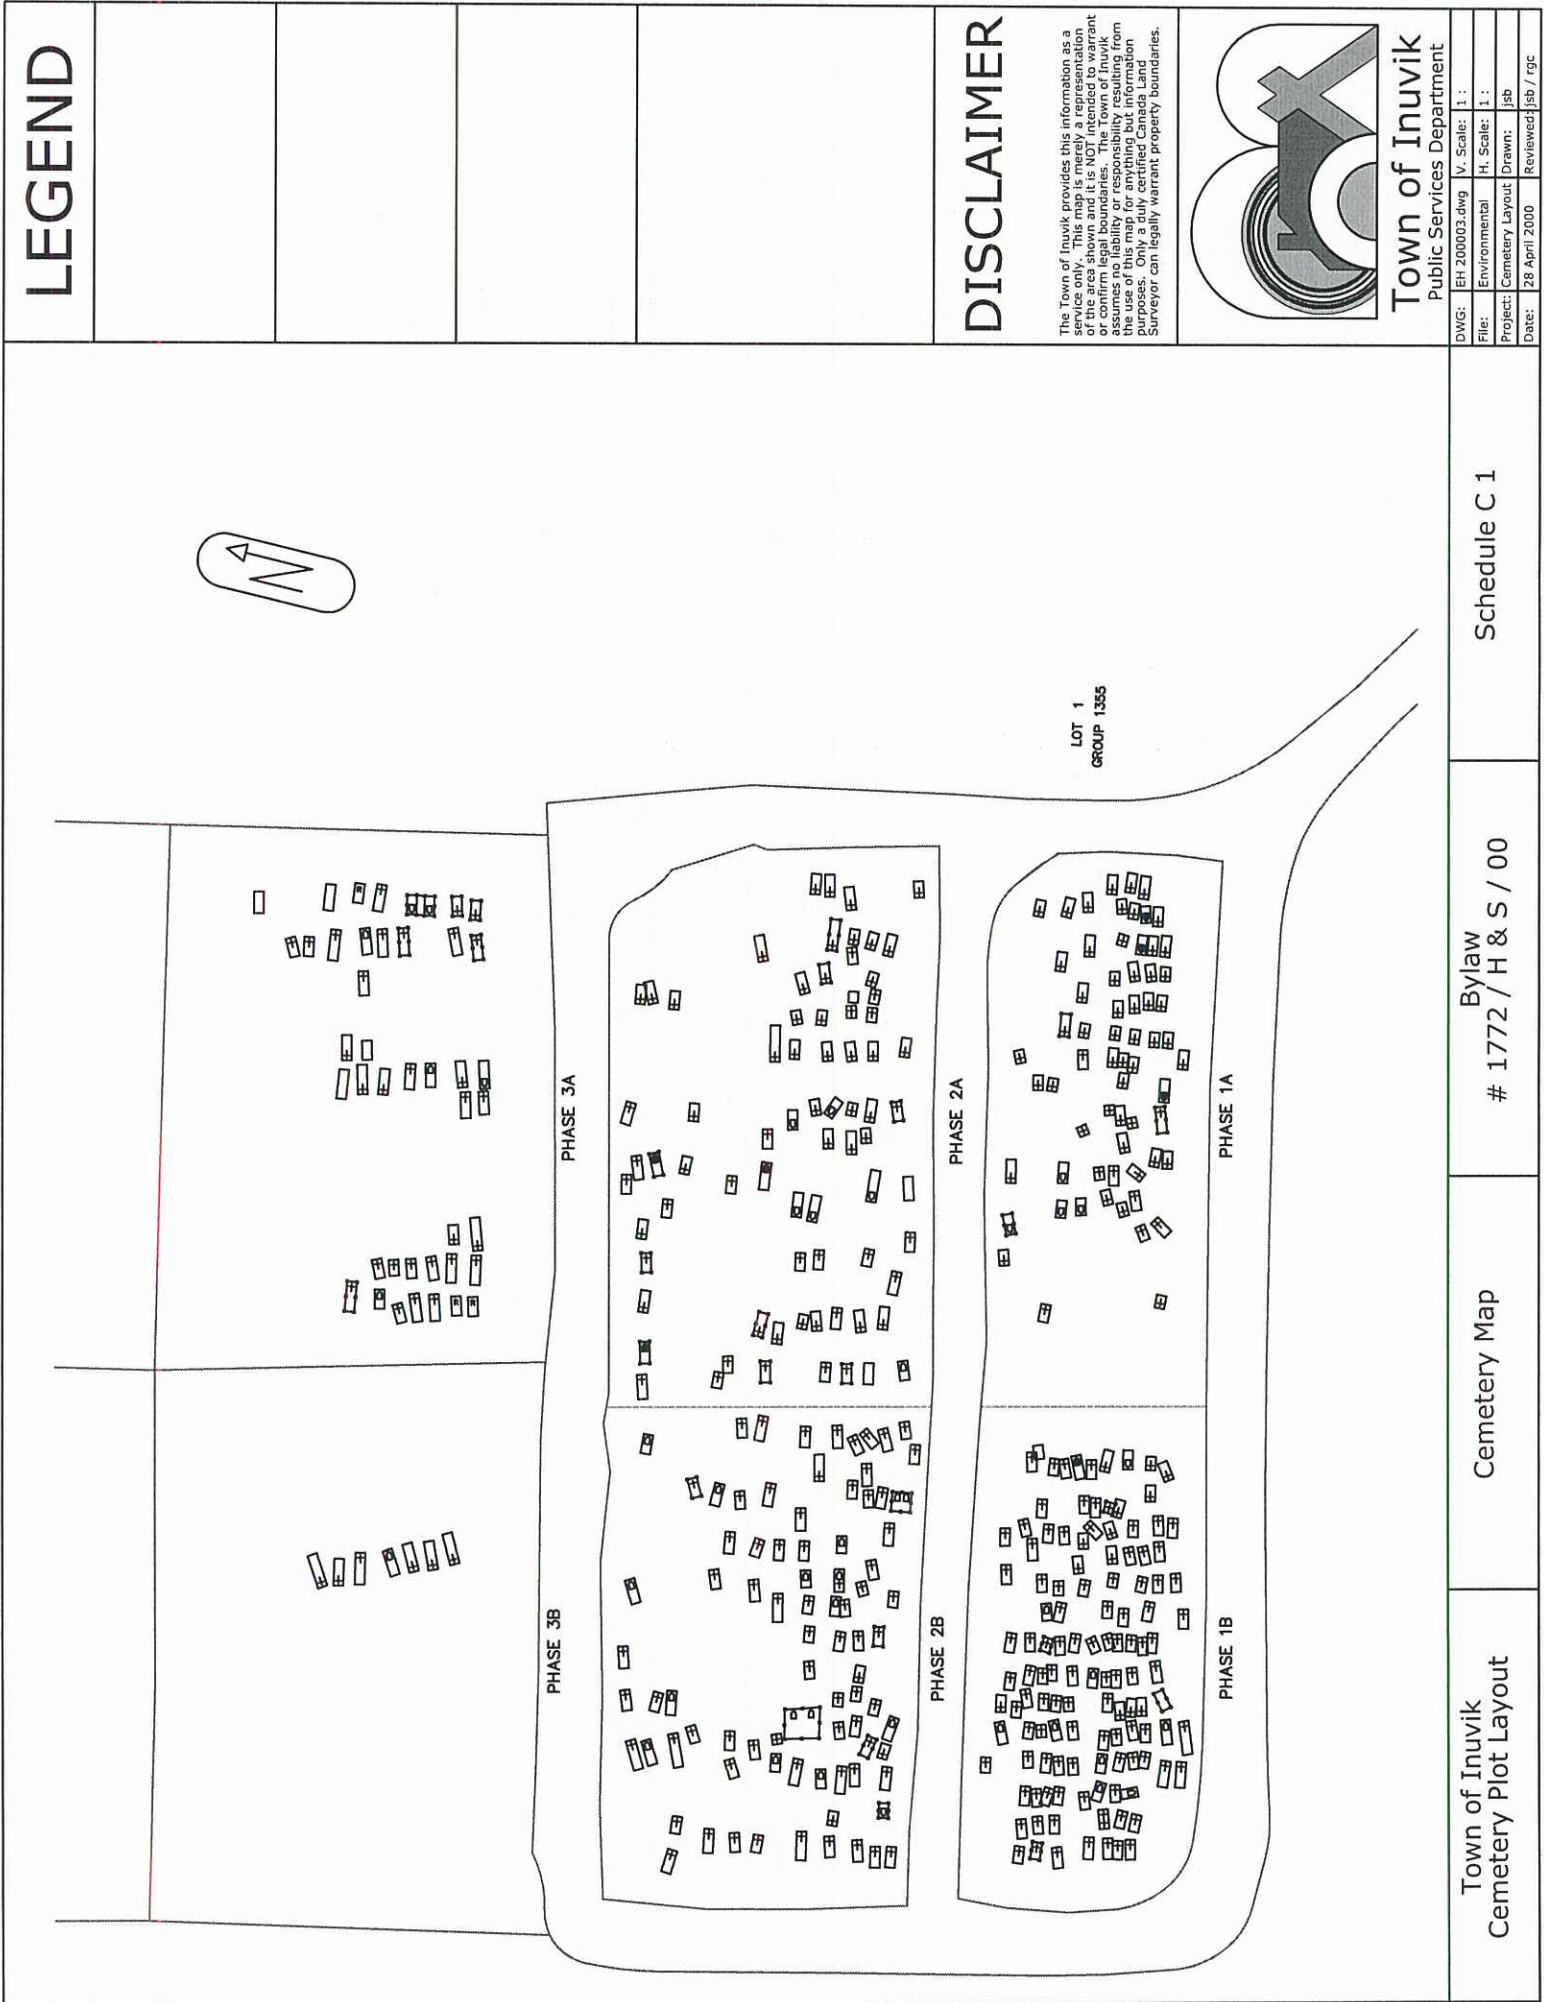 LEGEND
DISCLAIMER
The Town of Inuvik provides this information as a
service only. This map is merely a representation
of the area shown and it is NOT intended to warrant
or confirm legal boundaries. The Town of Inuvik
assumes no liability or responsibility resulting from
the use of this map for anything but information
purposes. Only a duly certified Canada Land
Surveyor can legally warrant property boundaries.
Town of Inuvik
Public Services Department
DWG: EH 200003.dwg V. Scale: 1 :
File: Environmental H. Scale: 1 :
Project: Cemetery Layout Drawn: jsb
Date: 28 April 2000 Reviewed: jsb / rgc
N
LOT 1
GROUP 1355
PHASE 3A
PHASE 2A
PHASE 1A
PHASE 3B
PHASE 2B
PHASE 1B
Town of Inuvik
Cemetery Plot Layout
Cemetery Map
Bylaw
# 1772 / H & S / 00
Schedule C 1